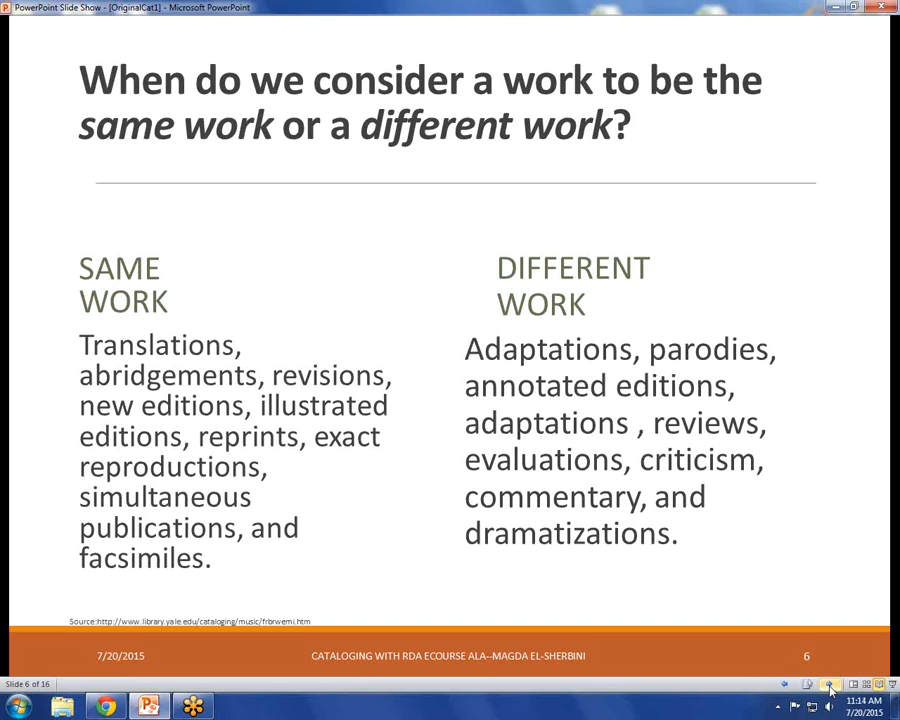 PowerPoint Slide Show - [OriginalCat1] - Microsoft PowerPoint
When do we consider a work to be the
same work or a different work?
SAME
WORK
Translations,
abridgements, revisions,
new editions, illustrated
editions, reprints, exact
reproductions,
simultaneous
publications, and
facsimiles.
DIFFERENT
WORK
Adaptations, parodies,
annotated editions,
adaptations , reviews,
evaluations, criticism,
commentary, and
dramatizations.
Source:http://www.library.yale.edu/cataloging/music/frbrwemi.htm
7/20/2015 CATALOGING WITH RDA ECOURSE ALA--MAGDA EL-SHERBINI 6
Slide 6 of 16
11:14 AM
7/20/2015